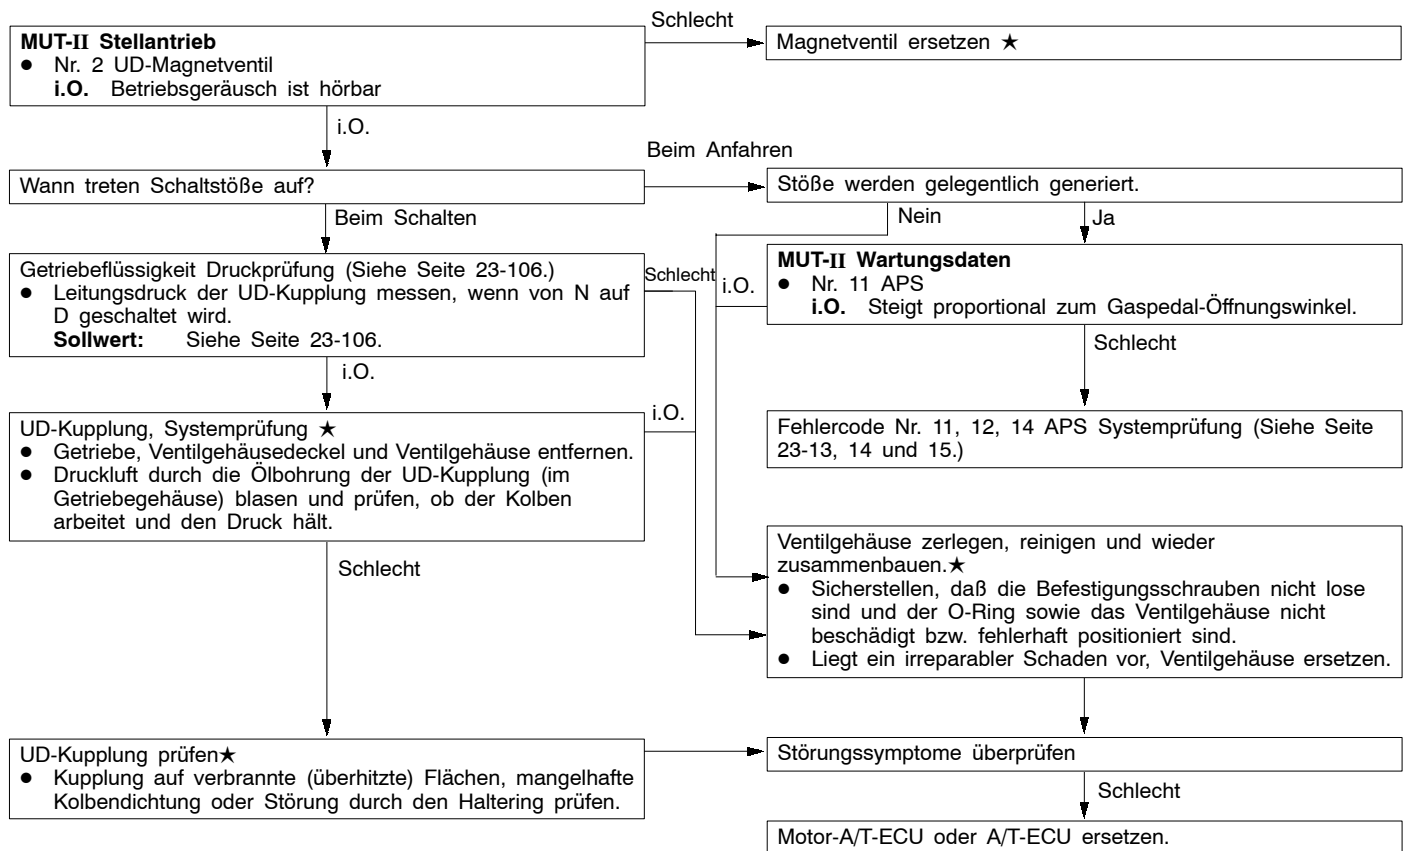 MUT-II Stellantrieb
● Nr. 2 UD-Magnetventil
i.O. Betriebsgeräusch ist hörbar
Schlecht
Magnetventil ersetzen ★
i.O.
Wann treten Schaltstöße auf?
Beim Anfahren
Stöße werden gelegentlich generiert.
Beim Schalten
Nein
Ja
Getriebeflüssigkeit Druckprüfung (Siehe Seite 23-106.)
● Leitungsdruck der UD-Kupplung messen, wenn von N auf
D geschaltet wird.
Sollwert: Siehe Seite 23-106.
Schlecht
i.O.
MUT-II Wartungsdaten
● Nr. 11 APS
i.O. Steigt proportional zum Gaspedal-Öffnungswinkel.
i.O.
Schlecht
UD-Kupplung, Systemprüfung ★
● Getriebe, Ventilgehäusedeckel und Ventilgehäuse entfernen.
● Druckluft durch die Ölbohrung der UD-Kupplung (im
Getriebegehäuse) blasen und prüfen, ob der Kolben
arbeitet und den Druck hält.
i.O.
Fehlercode Nr. 11, 12, 14 APS Systemprüfung (Siehe Seite
23-13, 14 und 15.)
Schlecht
Ventilgehäuse zerlegen, reinigen und wieder
zusammenbauen.★
● Sicherstellen, daß die Befestigungsschrauben nicht lose
sind und der O-Ring sowie das Ventilgehäuse nicht
beschädigt bzw. fehlerhaft positioniert sind.
● Liegt ein irreparabler Schaden vor, Ventilgehäuse ersetzen.
UD-Kupplung prüfen★
● Kupplung auf verbrannte (überhitzte) Flächen, mangelhafte
Kolbendichtung oder Störung durch den Haltering prüfen.
Störungssymptome überprüfen
Schlecht
Motor-A/T-ECU oder A/T-ECU ersetzen.